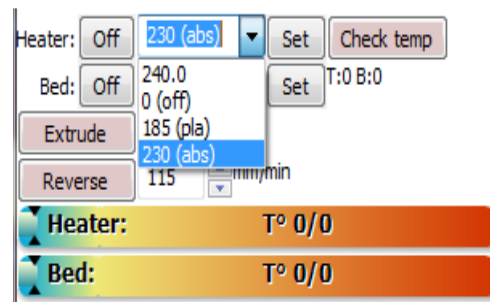 Heater: Off 230 (abs) Set Check temp
Bed: Off Set T:0 B:0
240.0
0 (off)
185 (pla)
230 (abs)
Extrude
Reverse 115 mm/min
Heater: T° 0/0
Bed: T° 0/0